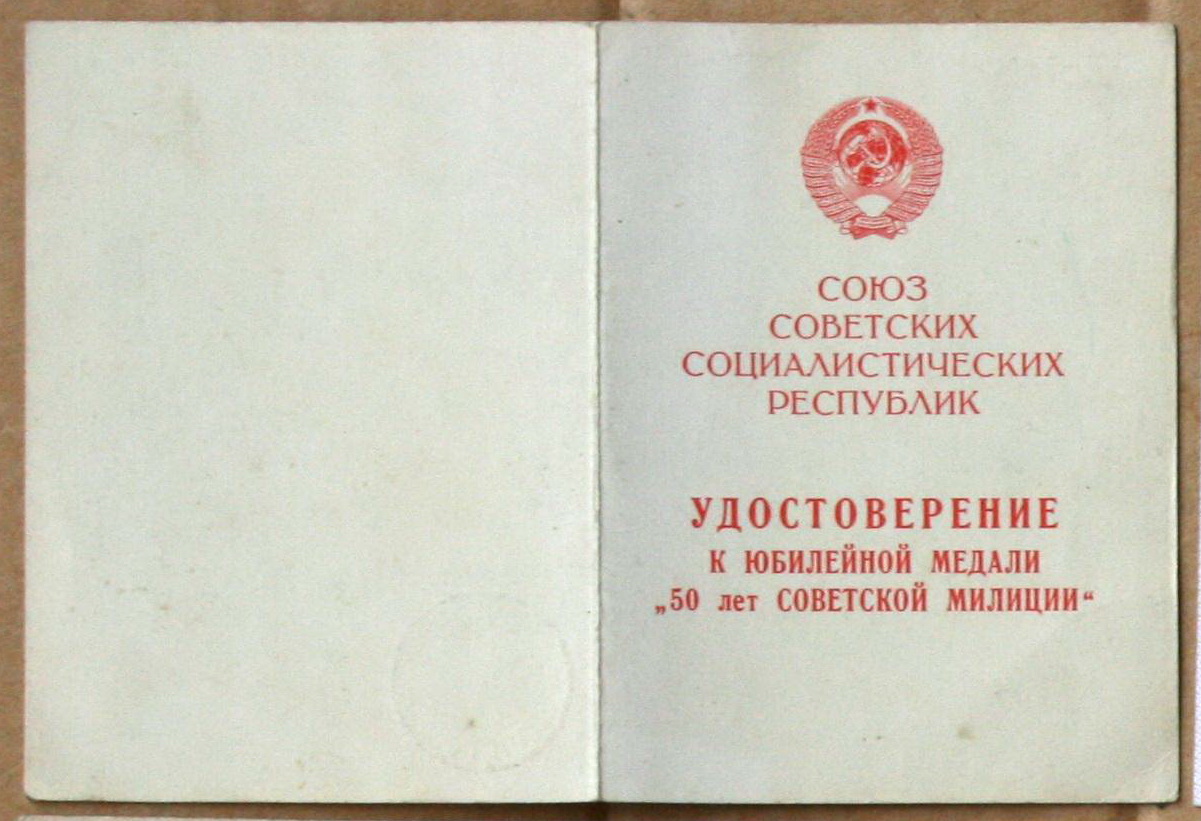 СОЮЗ
СОВЕТСКИХ
СОЦИАЛИСТИЧЕСКИХ
РЕСПУБЛИК
УДОСТОВЕРЕНИЕ
К ЮБИЛЕЙНОЙ МЕДАЛИ
„50 лет СОВЕТСКОЙ МИЛИЦИИ“